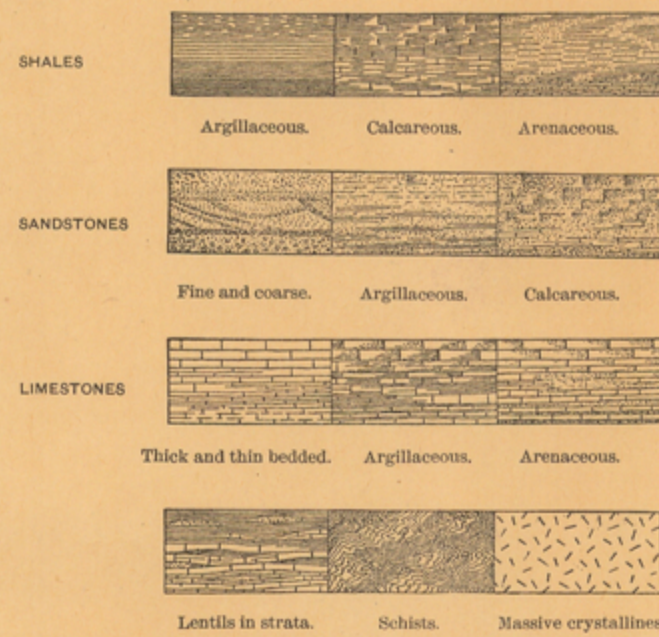 SHALES
Argillaceous. Calcareous. Arenaceous.
SANDSTONES
Fine and coarse. Argillaceous. Calcareous.
LIMESTONES
Thick and thin bedded. Argillaceous. Arenaceous.
Lentils in strata. Schists. Massive crystallines